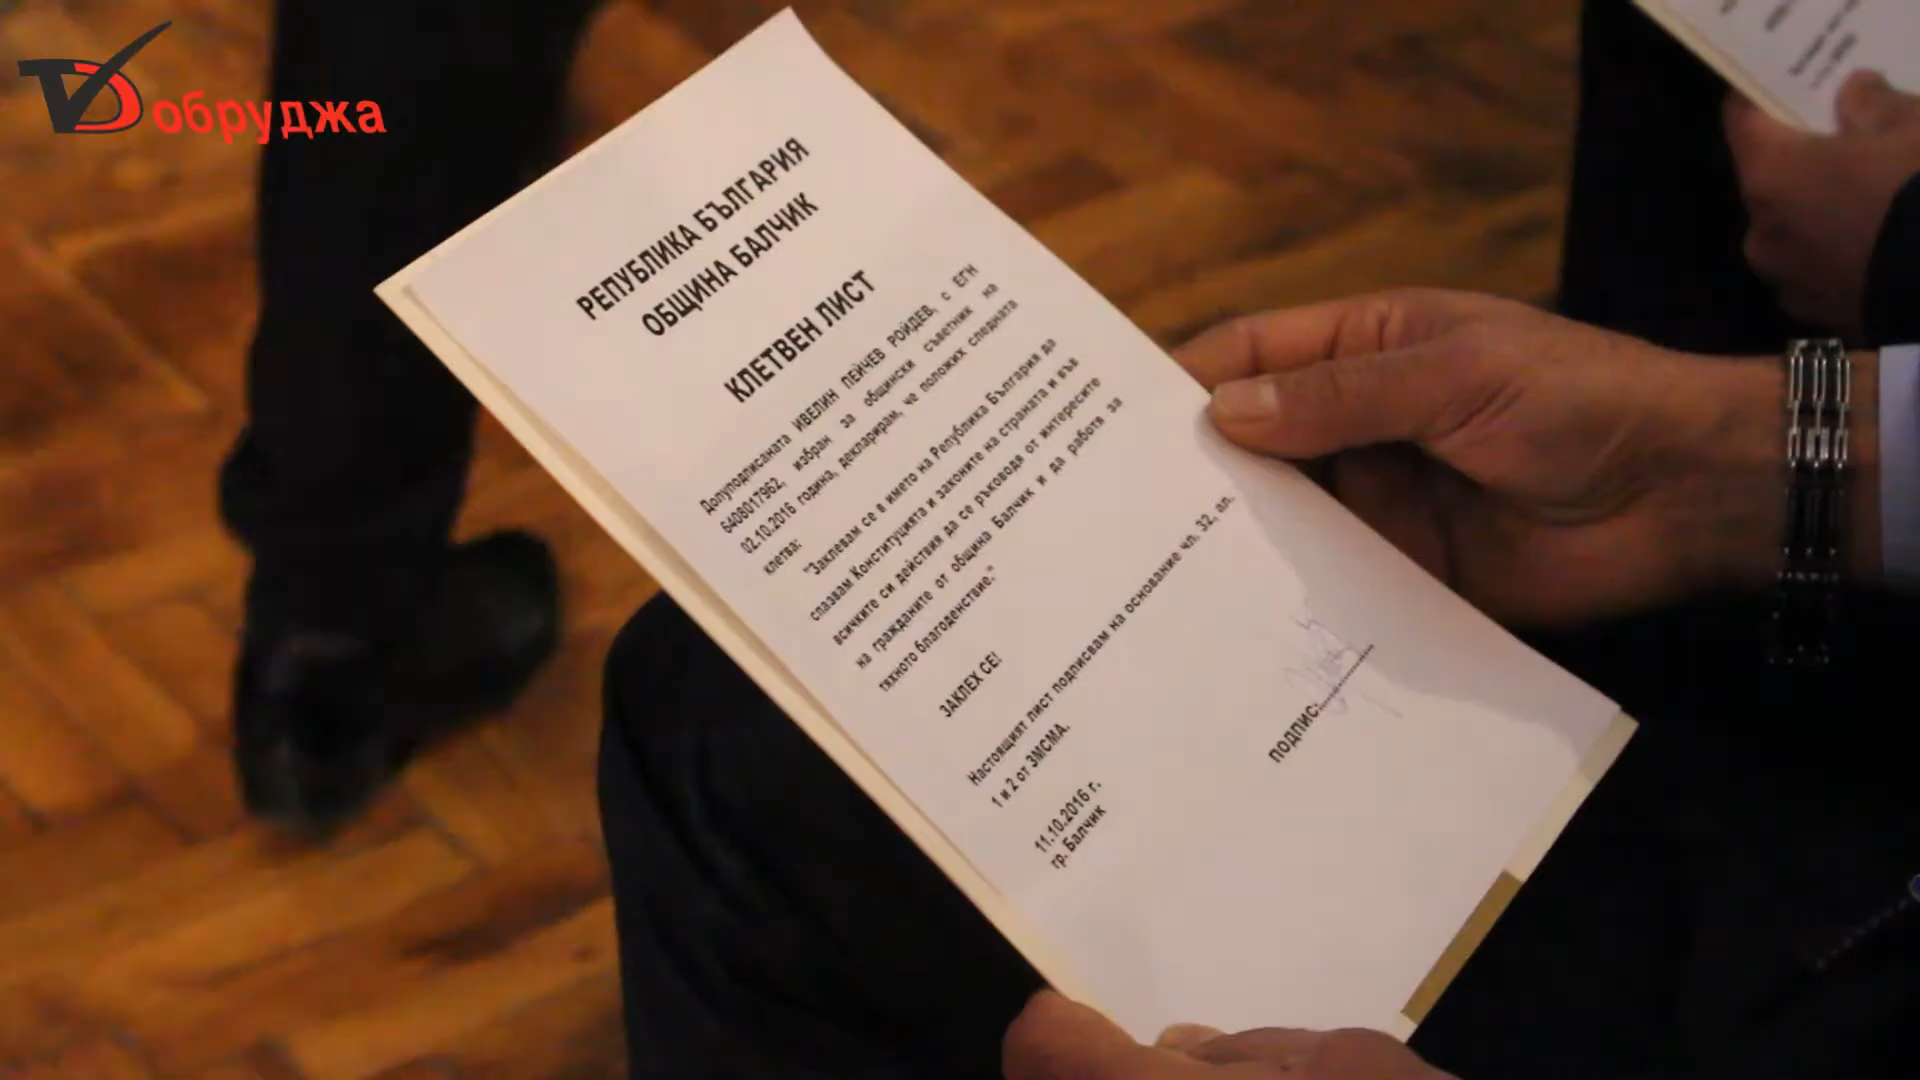 TDобруджа
РЕПУБЛИКА БЪЛГАРИЯ
ОБЩИНА БАЛЧИК
КЛЕТВЕН ЛИСТ
Долуподписаната ИВЕЛИН ПЕЙЧЕВ РОЙДЕВ, с ЕГН
6408017962, избран за общински съветник на
02.10.2016 година, декларирам, че положих следната
клетва:
"Заклевам се в името на Република България да
спазвам Конституцията и законите на страната и във
всичките си действия да се ръководя от интересите
на гражданите от община Балчик и да работя за
тяхното благоденствие."
ЗАКЛЕХ СЕ!
Настоящият лист подписвам на основание чл. 32, ал.
1 и 2 от ЗМСМА.
11.10.2016 г.
гр. Балчик
ПОДПИС: